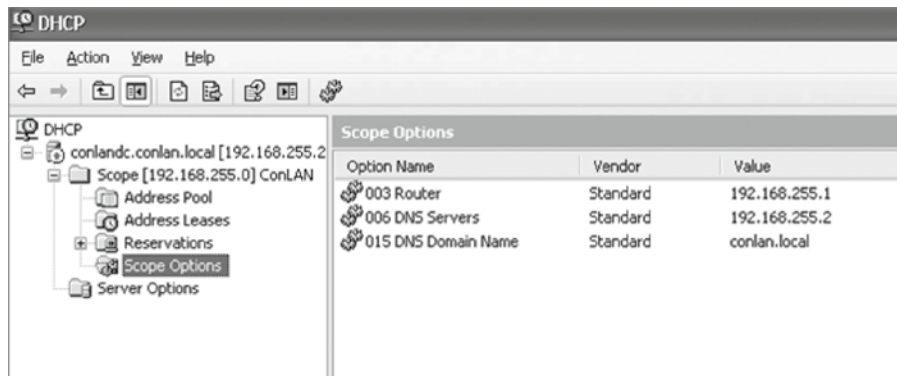 DHCP
File Action View Help
DHCP
conlandc.conlan.local [192.168.255.2
Scope [192.168.255.0] ConLAN
Address Pool
Address Leases
Reservations
Scope Options
Server Options
Scope Options
Option Name Vendor Value
003 Router Standard 192.168.255.1
006 DNS Servers Standard 192.168.255.2
015 DNS Domain Name Standard conlan.local